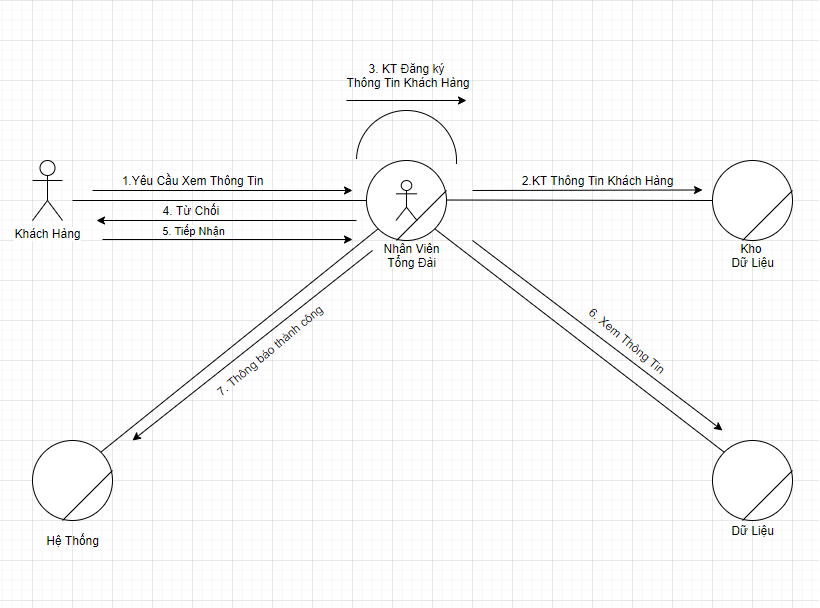 3. KT Đăng ký
Thông Tin Khách Hàng
1.Yêu Cầu Xem Thông Tin
2.KT Thông Tin Khách Hàng
4. Từ Chối
5. Tiếp Nhận
Khách Hàng
Nhân Viên
Tổng Đài
Kho
Dữ Liệu
6. Xem Thông Tin
7. Thông báo thành công
Dữ Liệu
Hệ Thống